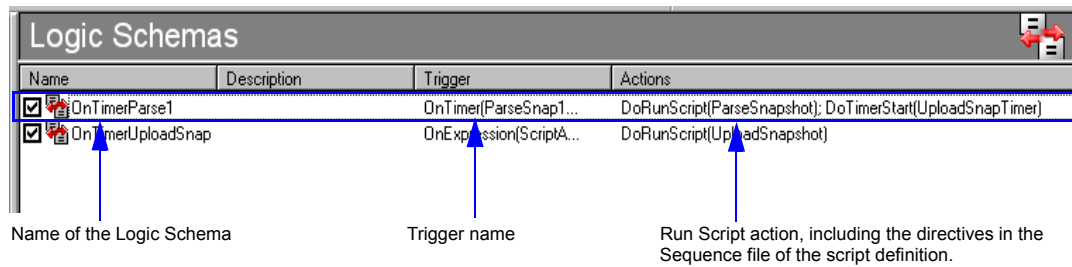 Logic Schemas
Name Description Trigger Actions
OnTimerParse1 OnTimer(ParseSnap1... DoRunScript(ParseSnapshot); DoTimerStart(UploadSnapTimer)
OnTimerUploadSnap OnExpression(ScriptA... DoRunScript(UploadSnapshot)
Name of the Logic Schema Trigger name Run Script action, including the directives in the
Sequence file of the script definition.